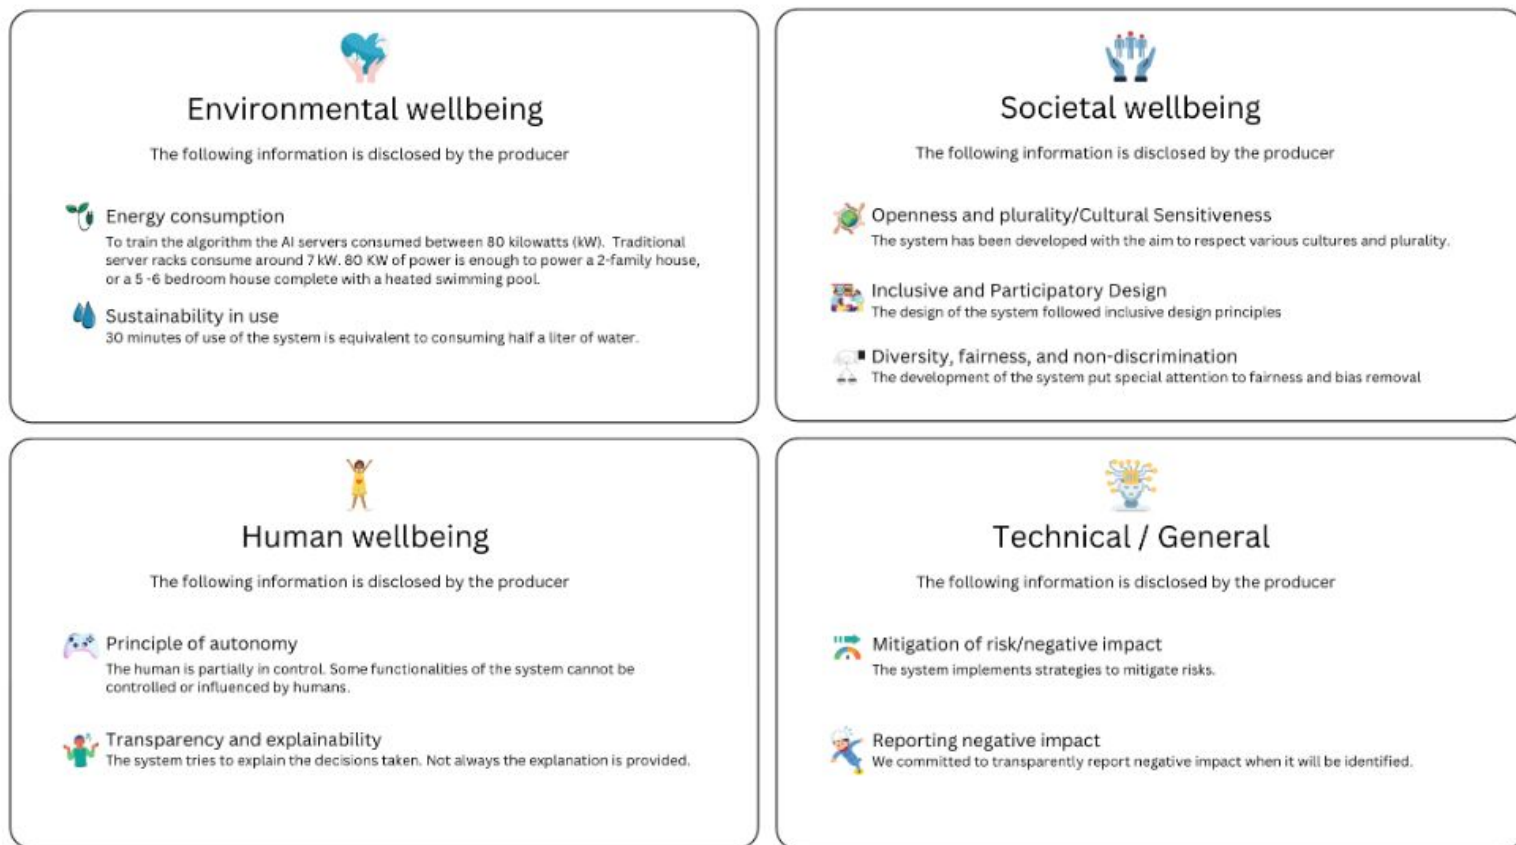 Environmental wellbeing
The following information is disclosed by the producer
Energy consumption
To train the algorithm the AI servers consumed between 80 kilowatts (kW). Traditional
server racks consume around 7 kW. 80 KW of power is enough to power a 2-family house,
or a 5 -6 bedroom house complete with a heated swimming pool.
Sustainability in use
30 minutes of use of the system is equivalent to consuming half a liter of water.
Societal wellbeing
The following information is disclosed by the producer
Openness and plurality/Cultural Sensitiveness
The system has been developed with the aim to respect various cultures and plurality.
Inclusive and Participatory Design
The design of the system followed inclusive design principles
Diversity, fairness, and non-discrimination
The development of the system put special attention to fairness and bias removal
Human wellbeing
The following information is disclosed by the producer
Principle of autonomy
The human is partially in control. Some functionalities of the system cannot be
controlled or influenced by humans.
Transparency and explainability
The system tries to explain the decisions taken. Not always the explanation is provided.
Technical / General
The following information is disclosed by the producer
Mitigation of risk/negative impact
The system implements strategies to mitigate risks.
Reporting negative impact
We committed to transparently report negative impact when it will be identified.